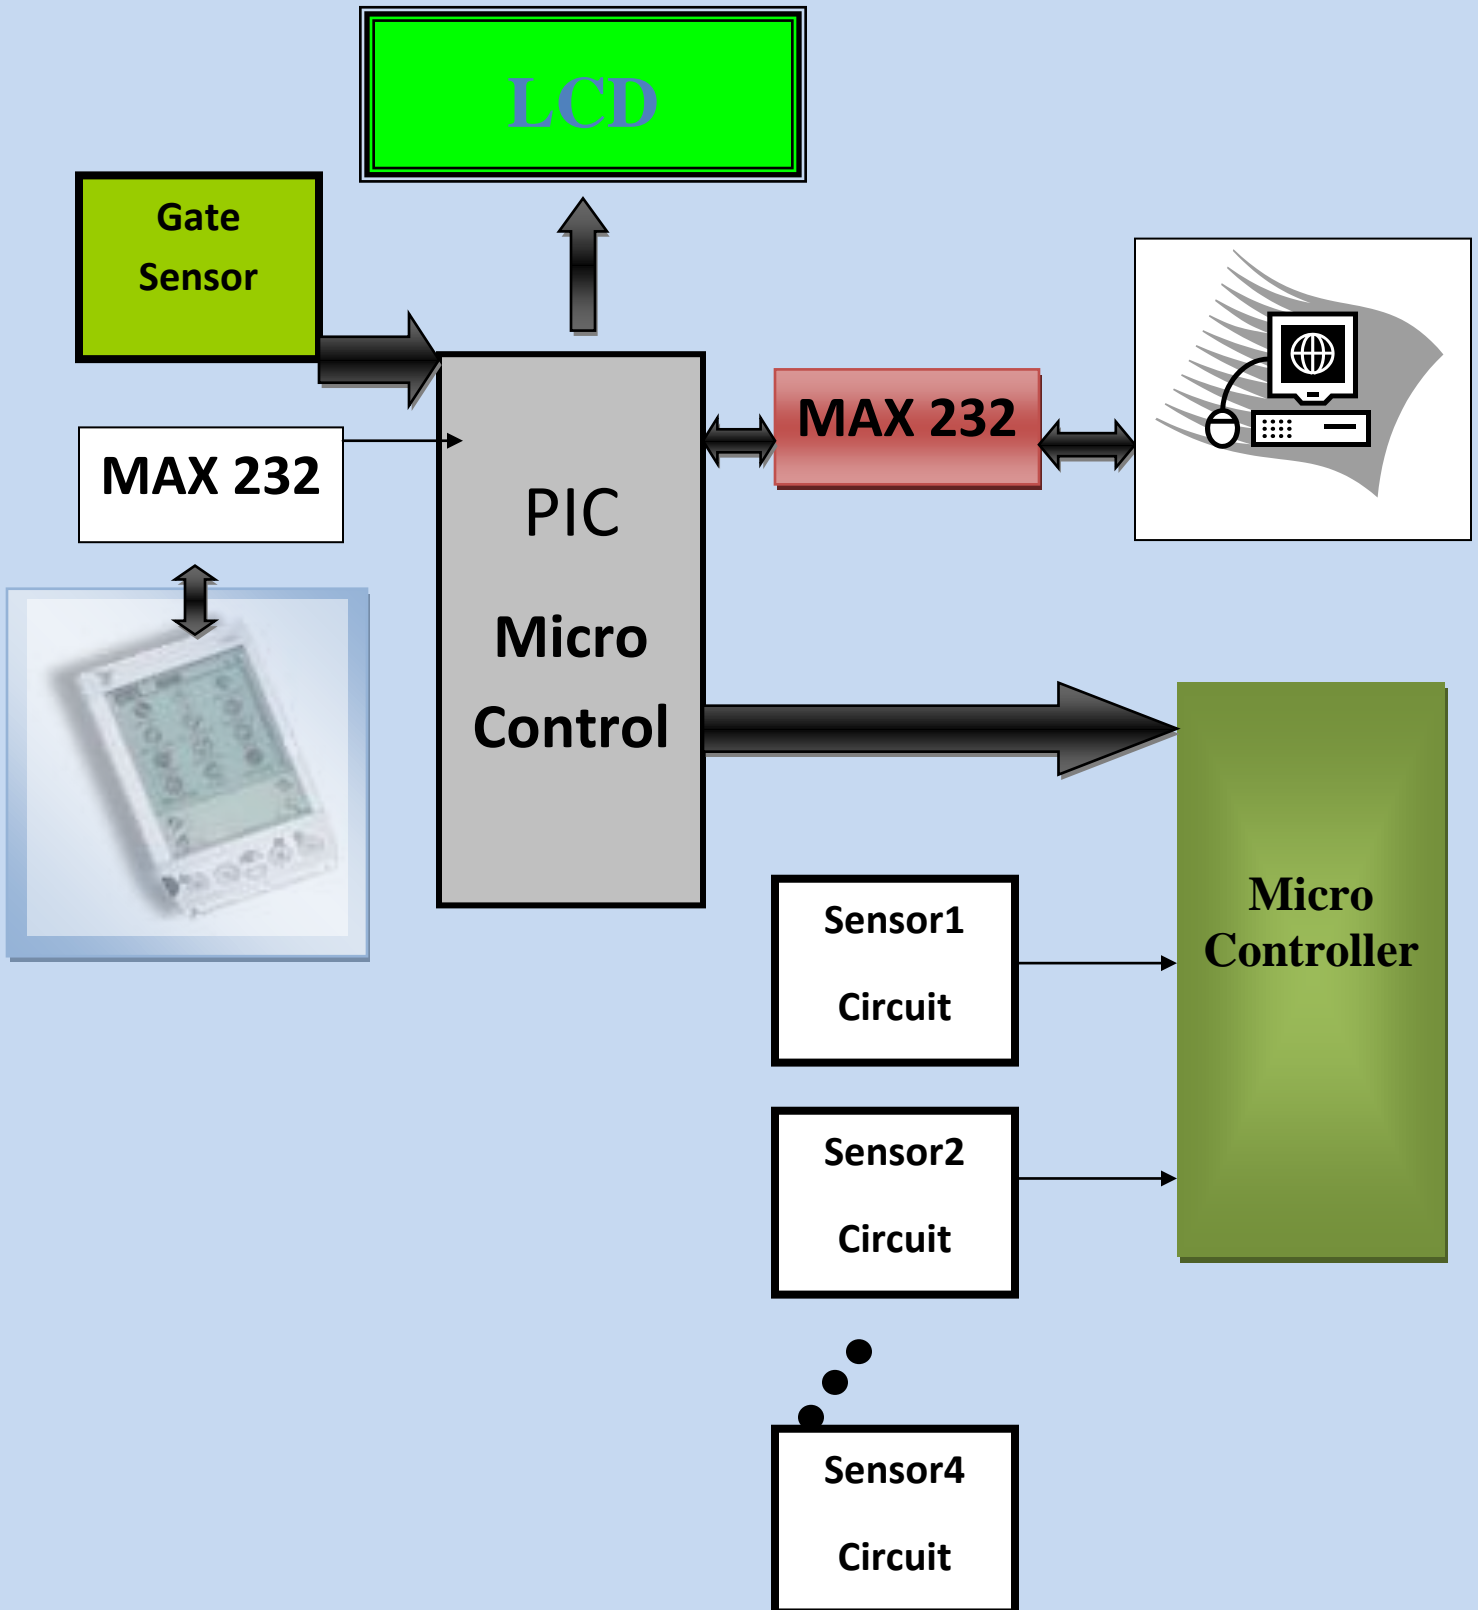 LCD
Gate
Sensor
MAX 232
MAX 232
PIC
Micro
Control
Micro
Controller
Sensor1
Circuit
Sensor2
Circuit
Sensor4
Circuit